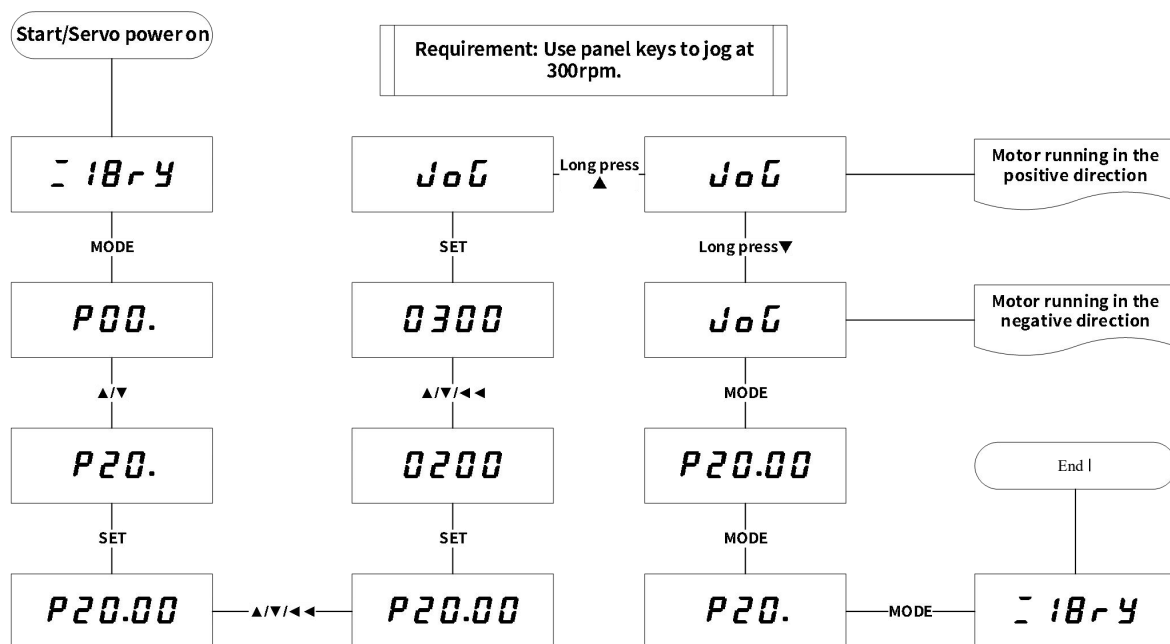 Start/Servo power on
Requirement: Use panel keys to jog at
300rpm.
18rY
MODE
P00.
▲/▼
P20.
SET
P20.00
▲/▼/◄◄
P20.00
SET
0200
▲/▼/◄◄
0300
SET
JoG
Long press
▲
JoG
Motor running in the
positive direction
Long press▼
JoG
Motor running in the
negative direction
MODE
P20.00
MODE
P20.
MODE
18rY
End